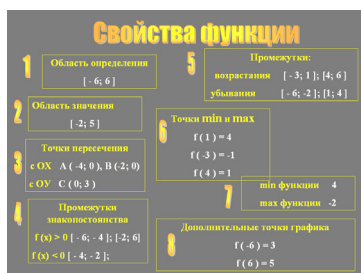 Свойства функции
1
Область определения
[ - 6; 6 ]
2
Область значения
[ -2; 5 ]
3
Точки пересечения
с ОХ А ( -4; 0 ), В (-2; 0)
с ОУ С ( 0; 3 )
4
Промежутки
знакопостоянства
f (x) > 0 [ - 6; - 4 ]; [-2; 6]
f (x) < 0 [ - 4; - 2 ];
5
Промежутки:
возрастания [ - 3; 1 ]; [4; 6 ]
убывания [ - 6; -2 ]; [1; 4 ]
6
Точки min и max
f ( 1 ) = 4
f ( -3 ) = -1
f ( 4 ) = 1
7
min функции 4
max функции -2
8
Дополнительные точки графика
f ( -6 ) = 3
f ( 6 ) = 5